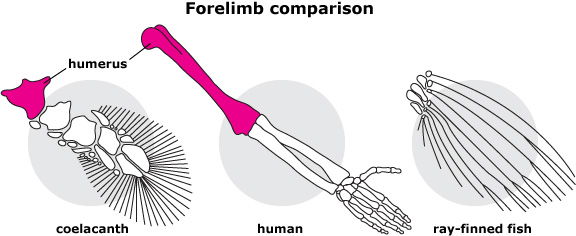 Forelimb comparison
humerus
coelacanth
human
ray-finned fish